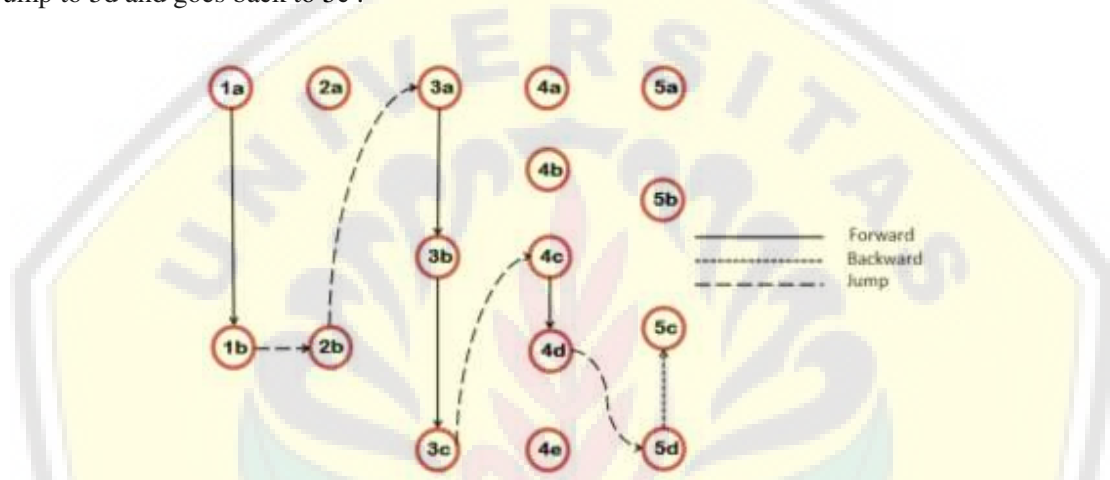 jump to 5d and goes back to 5c .
UNIVERSITAS
1a 2a 3a 4a 5a
4b
5b
3b 4c
Forward
Backward
Jump
5c
1b 2b 4d
3c 4e 5d